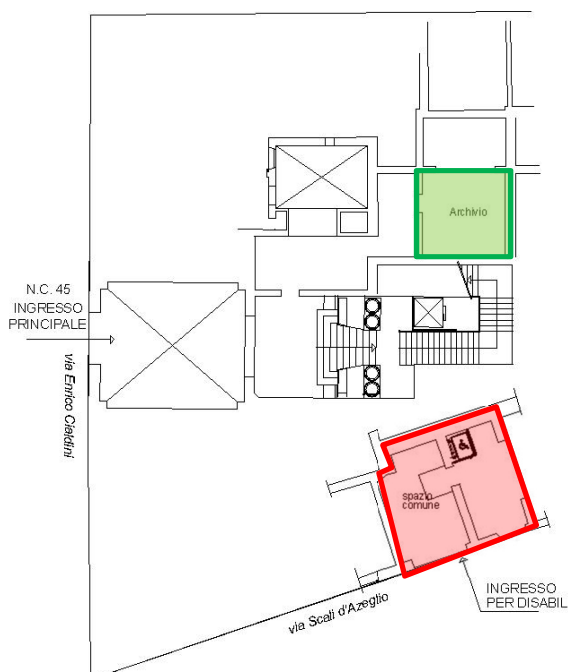 Archivio
N.C. 45
INGRESSO
PRINCIPALE
via Enrico Cialdini
spazio
comune
via Scali d'Azeglio
INGRESSO
PER DISABIL